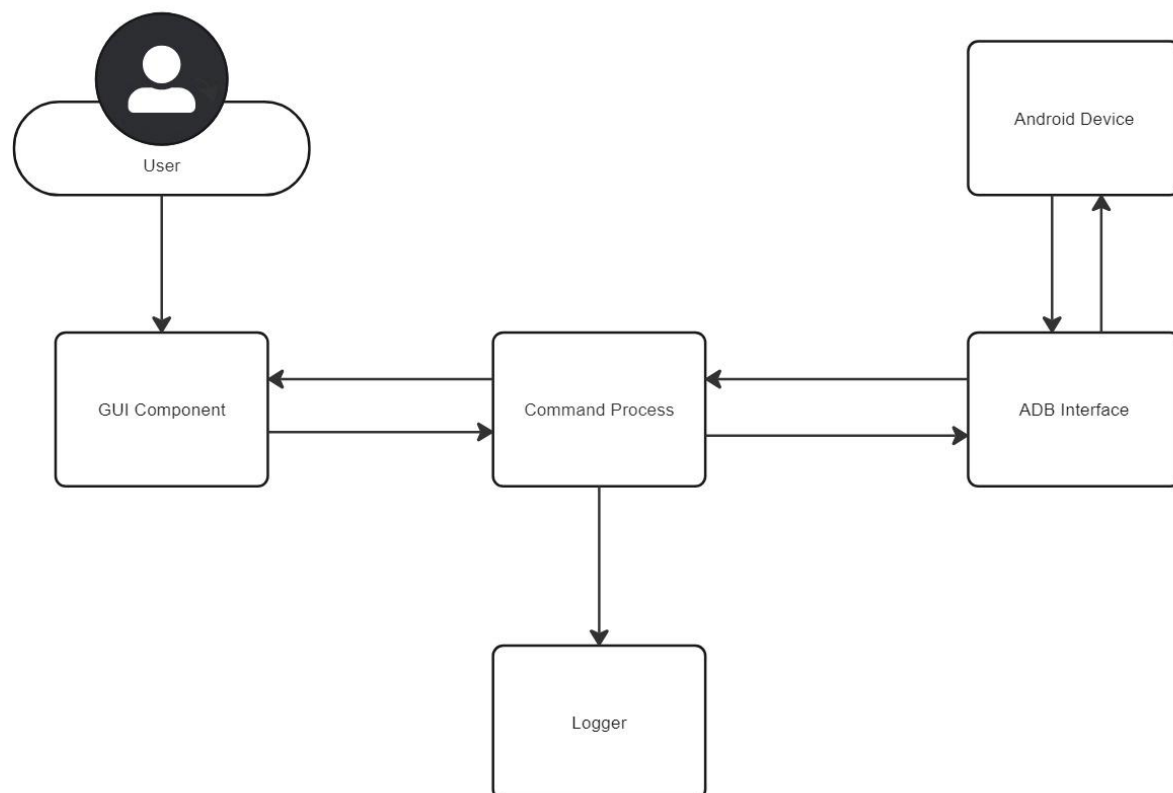 User
Android Device
GUI Component
Command Process
ADB Interface
Logger